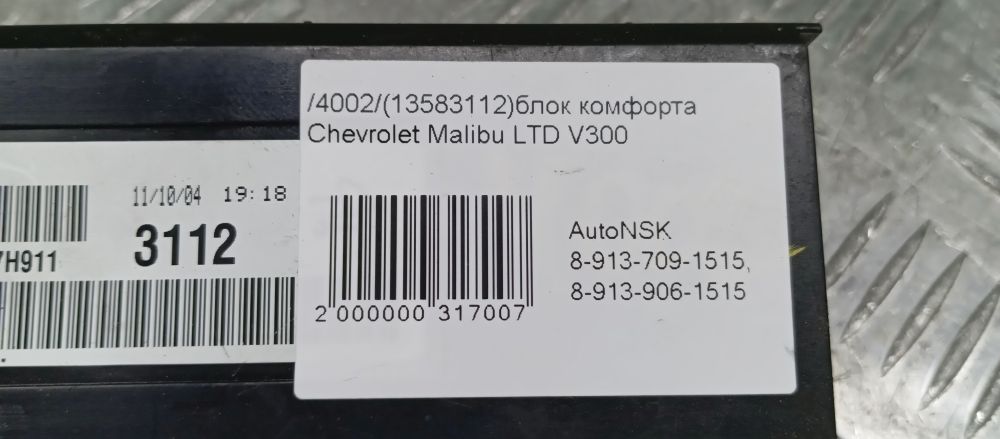 /4002/(13583112)блок комфорта
Chevrolet Malibu LTD V300
11/10/04 19:18
3112
7H911
AutoNSK
8-913-709-1515,
8-913-906-1515
2 000000 317007